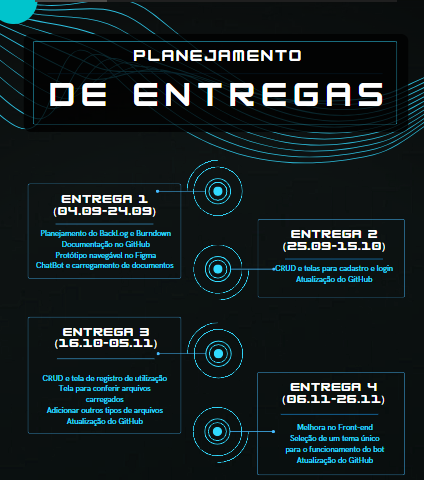 PLANEJAMENTO
DE ENTREGAS
ENTREGA 1
(04.09-24.09)
Planejamento do BackLog e Burndown
Documentação no GitHub
Protótipo navegável no Figma
ChatBot e carregamento de documentos
ENTREGA 2
(25.09-15.10)
CRUD e telas para cadastro e login
Atualização do GitHub
ENTREGA 3
(16.10-05.11)
CRUD e tela de registro de utilização
Tela para conferir arquivos
carregados
Adicionar outros tipos de arquivos
Atualização do GitHub
ENTREGA 4
(06.11-26.11)
Melhora no Front-end
Seleção de um tema único
para o funcionamento do bot
Atualização do GitHub